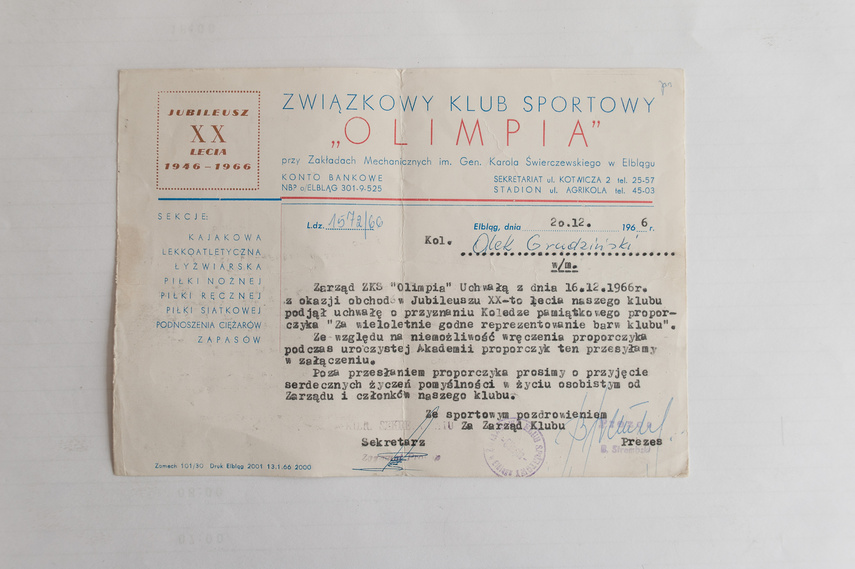 JUBILEUSZ
XX
LECIA
1946-1966
ZWIĄZKOWY KLUB SPORTOWY
„OLIMPIA”
przy Zakładach Mechanicznych im. Gen. Karola Świerczewskiego w Elblągu
KONTO BANKOWE
NBP o/ELBLĄG 301-9-525
SEKRETARIAT ul. KOTWICZA 2 tel. 25-57
STADION ul. AGRIKOLA tel. 45-03
SEKCJE:
KAJAKOWA
LEKKOATLETYCZNA
ŁYŻWIARSKA
PIŁKI NOŻNEJ
PIŁKI RĘCZNEJ
PIŁKI SIATKOWEJ
PODNOSZENIA CIĘŻARÓW
ZAPASÓW
Ldz. 1572/66
Elbląg, dnia 20.12. 1966 r.
Kol. Olek Grudziński
w/m.
Zarząd ZKS "Olimpia" Uchwałą z dnia 16.12.1966r.
z okazji obchodów Jubileuszu XX-to lecia naszego klubu
podjął uchwałę o przyznaniu Koledze pamiątkowego propor-
czyka "Za wieloletnie godne reprezentowanie barw klubu".
Ze względu na niemożliwość wręczenia proporczyka
podczas uroczystej Akademii proporczyk ten przesyłamy
w załączeniu.
Poza przesłaniem proporczyka prosimy o przyjęcie
serdecznych życzeń pomyślności w życiu osobistym od
Zarządu i członków naszego klubu.
Ze sportowym pozdrowieniem
Za Zarząd Klubu
Sekretarz
Prezes
Zamech 101/80 Druk Elbląg 2001 13.1.66 2000